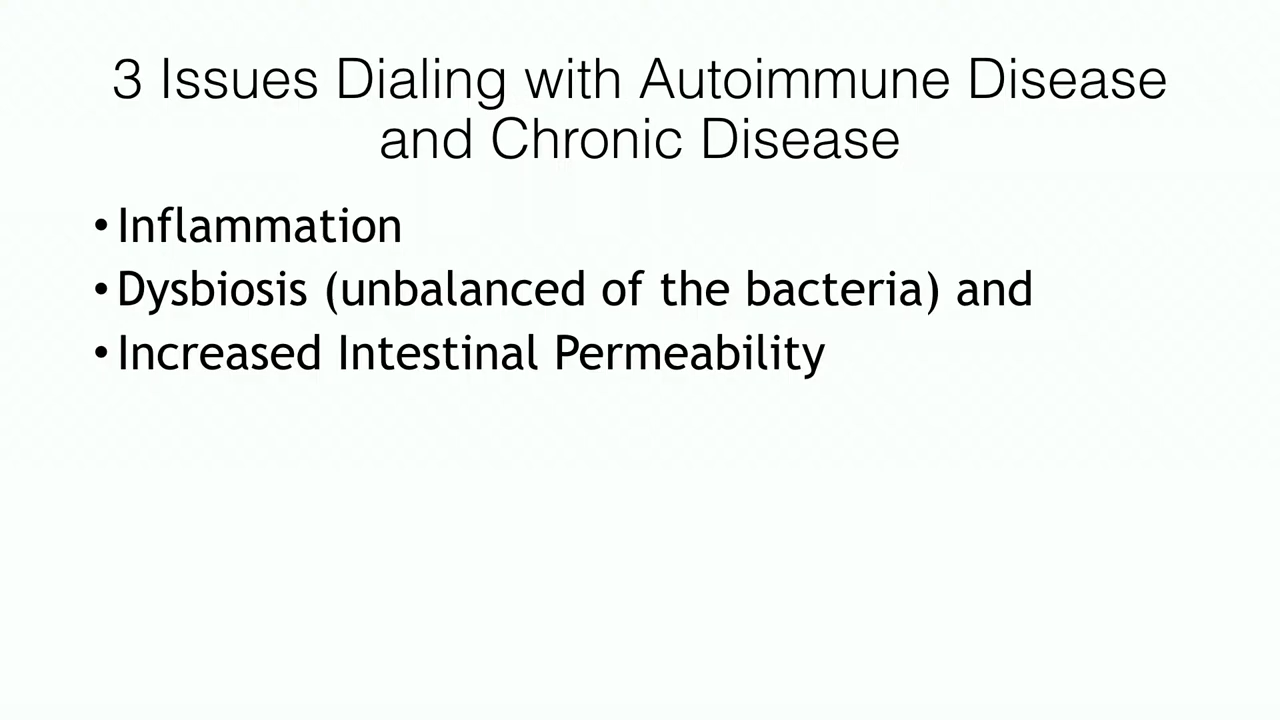 3 Issues Dialing with Autoimmune Disease
and Chronic Disease
• Inflammation
• Dysbiosis (unbalanced of the bacteria) and
• Increased Intestinal Permeability